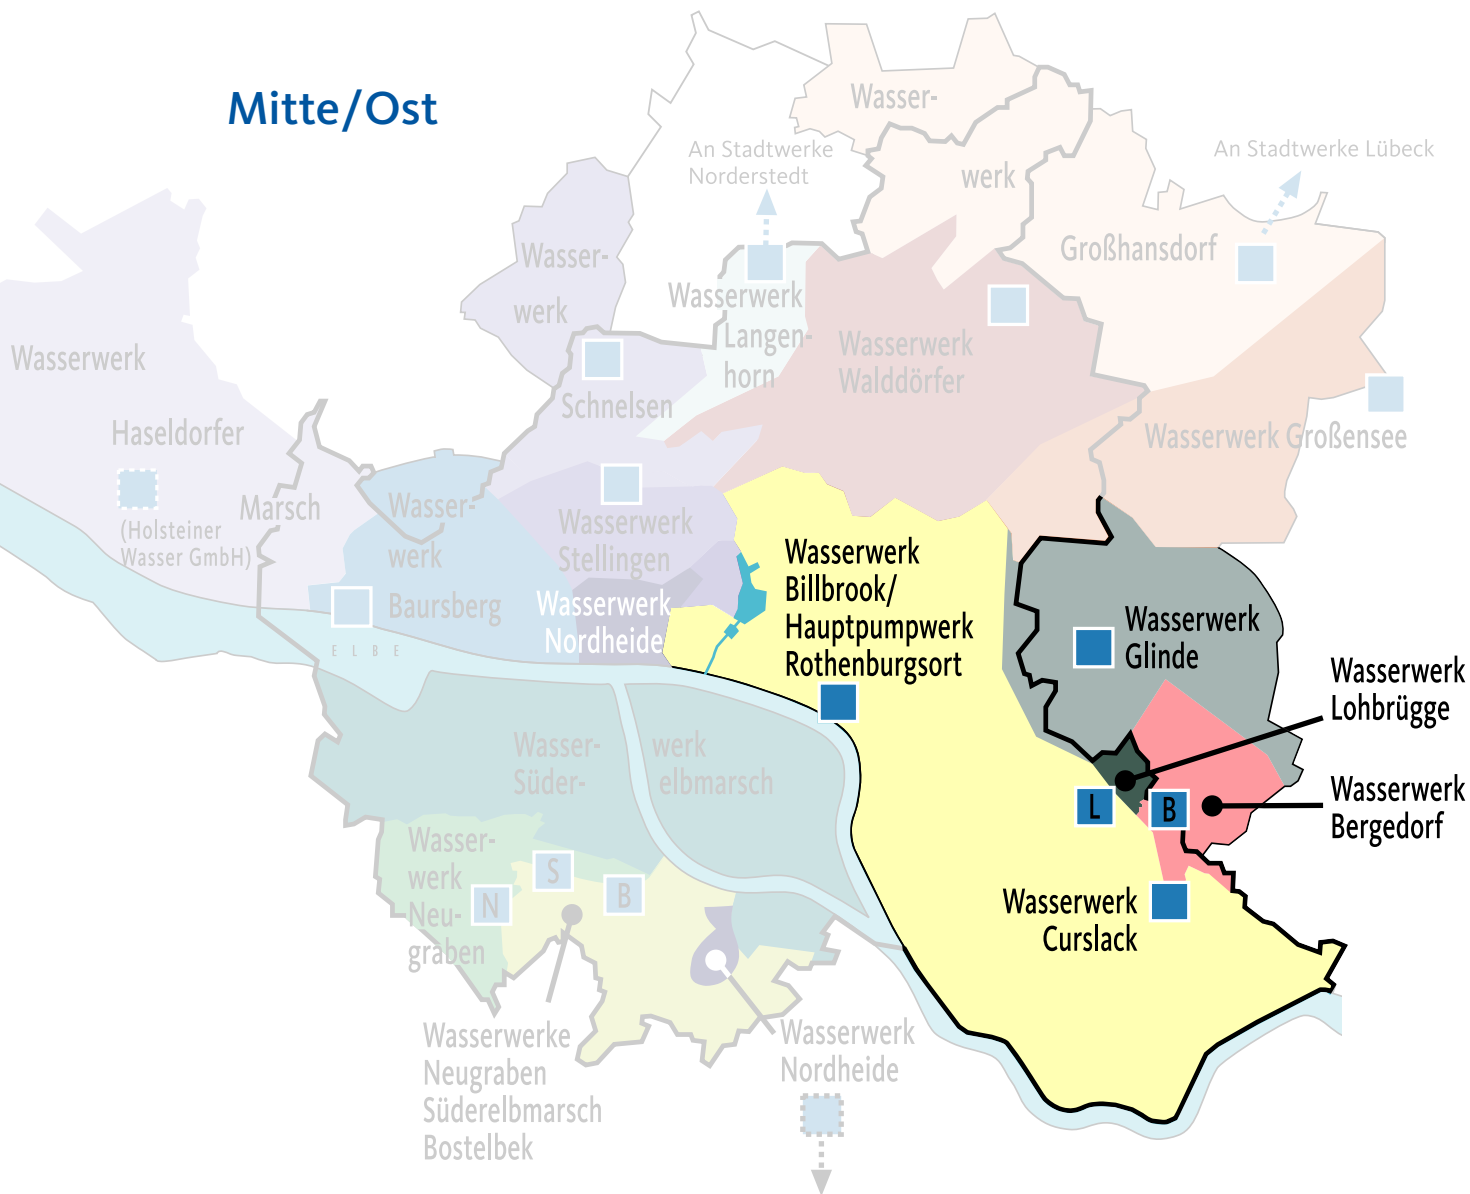 Mitte/Ost
Wasser-
werk
An Stadtwerke
Norderstedt
An Stadtwerke Lübeck
Großhansdorf
Wasser-
werk
Schnelsen
Wasserwerk
Langen-
horn
Wasserwerk
Walddörfer
Wasserwerk Großensee
Wasserwerk
Haseldorfer
Marsch
(Holsteiner
Wasser GmbH)
Wasser-
werk
Baursberg
ELBE
Wasserwerk
Stellingen
Wasserwerk
Nordheide
Wasserwerk
Billbrook/
Hauptpumpwerk
Rothenburgsort
Wasserwerk
Glinde
Wasserwerk
Lohbrügge
Wasserwerk
Bergedorf
L
B
Wasserwerk
Curslack
Wasser- werk
Süder- elbmarsch
Wasser-
werk
Neu-
graben
N
S
B
Wasserwerke
Neugraben
Süderelbmarsch
Bostelbek
Wasserwerk
Nordheide